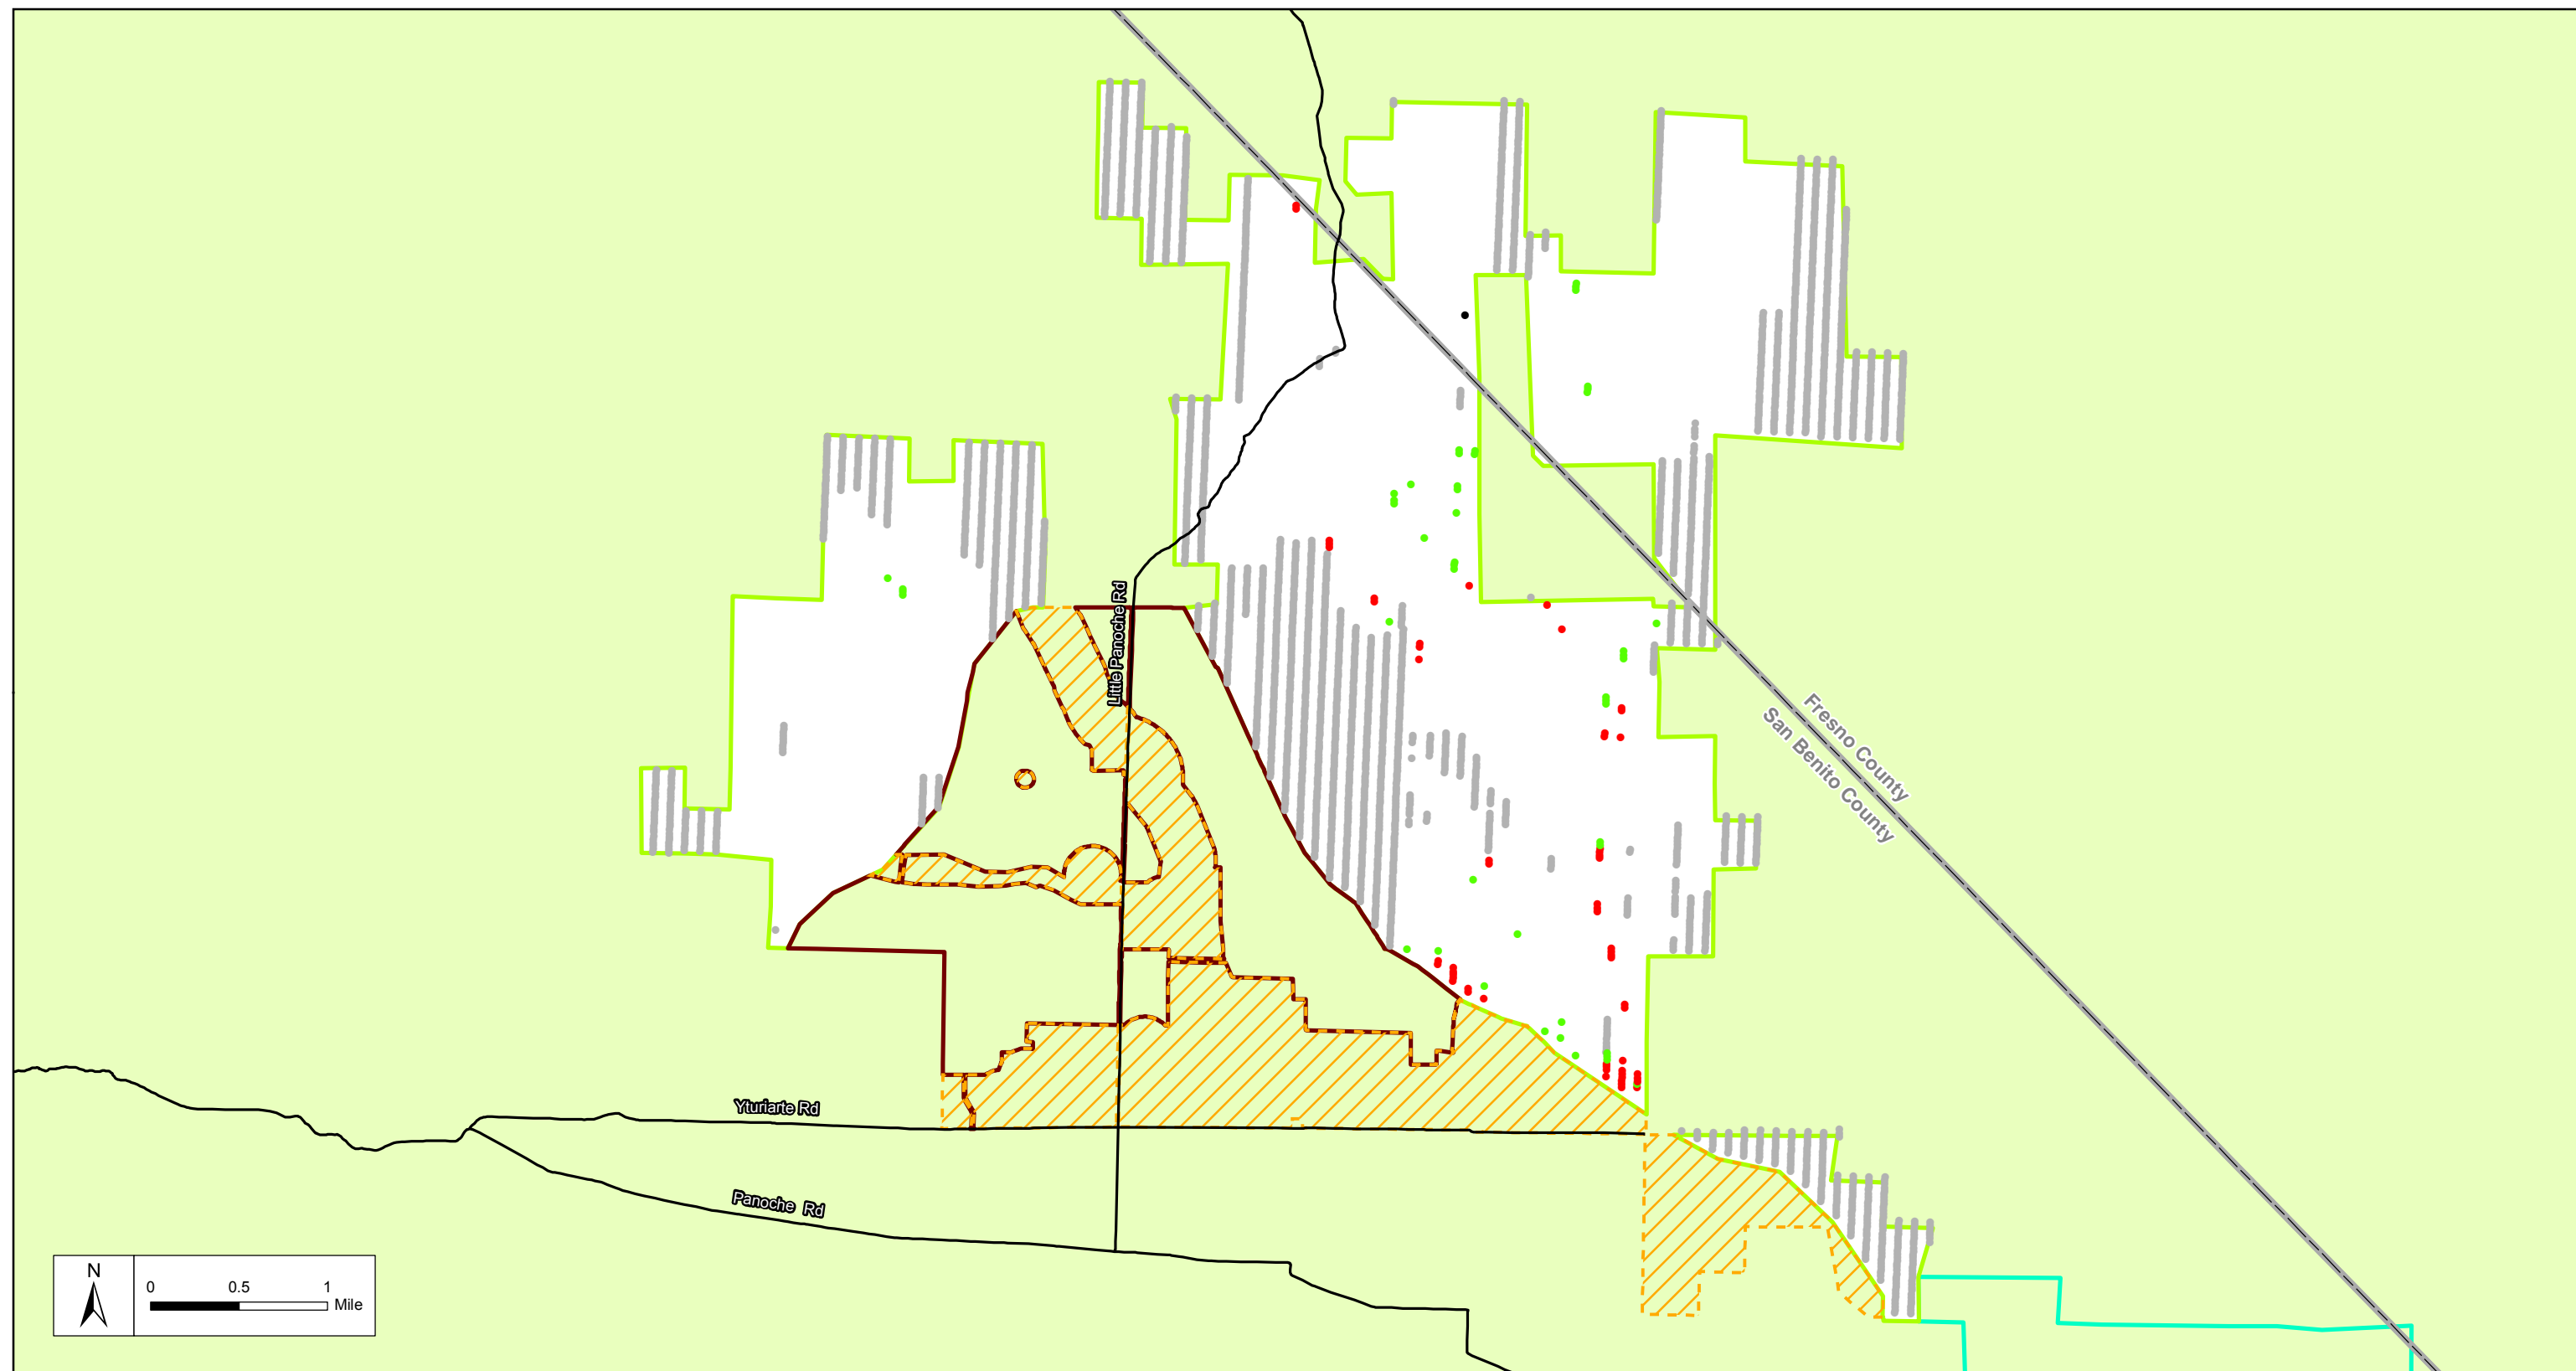 Little Panoche Rd
Fresno County
San Benito County
Yturiarte Rd
Panoche Rd
N
0 0.5 1
Mile